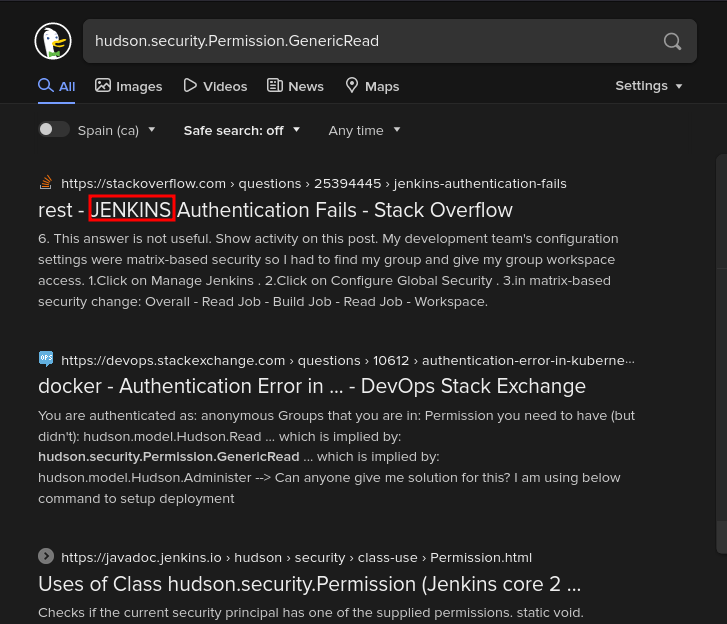 hudson.security.Permission.GenericRead
All Images Videos News Maps Settings
Spain (ca) Safe search: off Any time
https://stackoverflow.com › questions › 25394445 › jenkins-authentication-fails
rest - JENKINS Authentication Fails - Stack Overflow
6. This answer is not useful. Show activity on this post. My development team's configuration
settings were matrix-based security so I had to find my group and give my group workspace
access. 1.Click on Manage Jenkins . 2.Click on Configure Global Security . 3.in matrix-based
security change: Overall - Read Job - Build Job - Read Job - Workspace.
OPS
https://devops.stackexchange.com › questions › 10612 › authentication-error-in-kuberne···
docker - Authentication Error in ... - DevOps Stack Exchange
You are authenticated as: anonymous Groups that you are in: Permission you need to have (but
didn't): hudson.model.Hudson.Read ... which is implied by:
hudson.security.Permission.GenericRead ... which is implied by:
hudson.model.Hudson.Administer --> Can anyone give me solution for this? I am using below
command to setup deployment
https://javadoc.jenkins.io › hudson › security › class-use › Permission.html
Uses of Class hudson.security.Permission (Jenkins core 2 ...
Checks if the current security principal has one of the supplied permissions. static void.